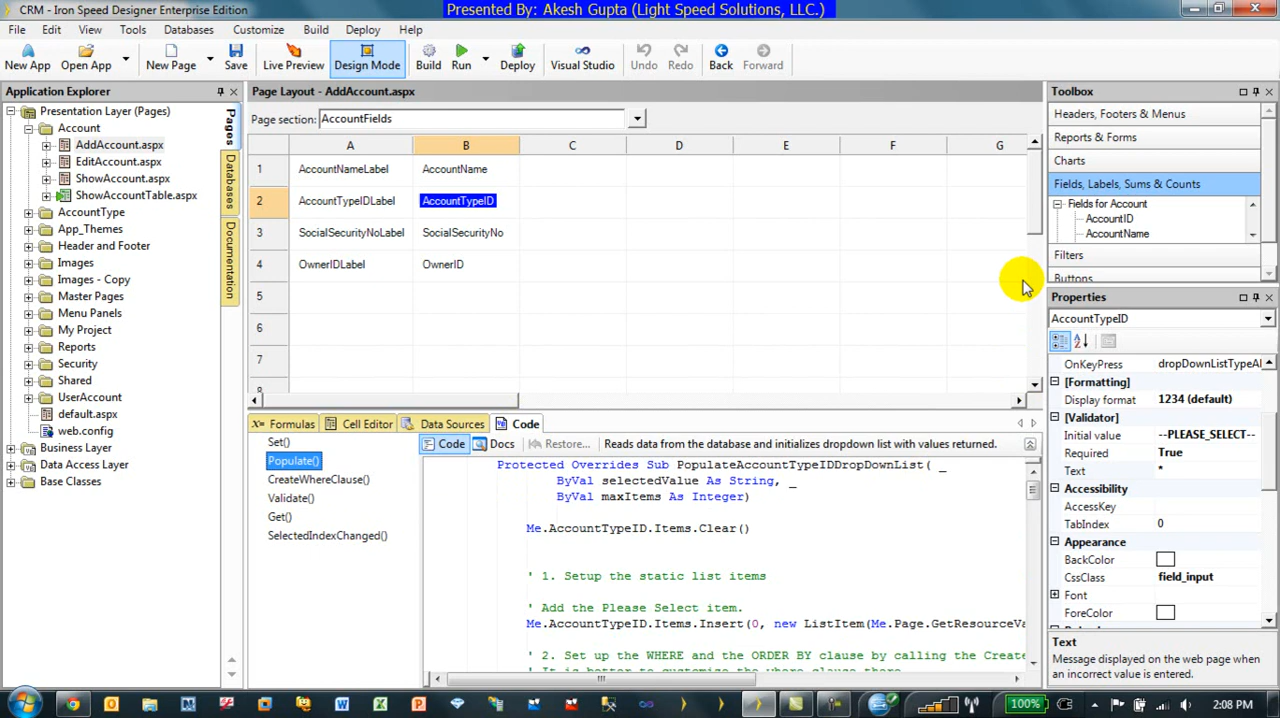 CRM - Iron Speed Designer Enterprise Edition
Presented By: Akesh Gupta (Light Speed Solutions, LLC.)
File Edit View Tools Databases Customize Build Deploy Help
New App Open App New Page Save Live Preview Design Mode Build Run Deploy Visual Studio Undo Redo Back Forward
Application Explorer
Presentation Layer (Pages)
Account
AddAccount.aspx
EditAccount.aspx
ShowAccount.aspx
ShowAccountTable.aspx
AccountType
App_Themes
Header and Footer
Images
Images - Copy
Master Pages
Menu Panels
My Project
Reports
Security
Shared
UserAccount
default.aspx
web.config
Business Layer
Data Access Layer
Base Classes
Pages
Databases
Documentation
Page Layout - AddAccount.aspx
Page section: AccountFields
A B C D E F G
1 AccountNameLabel AccountName
2 AccountTypeIDLabel AccountTypeID
3 SocialSecurityNoLabel SocialSecurityNo
4 OwnerIDLabel OwnerID
5
6
7
8
x= Formulas Cell Editor Data Sources Code
Set()
Populate()
CreateWhereClause()
Validate()
Get()
SelectedIndexChanged()
Code Docs Restore... Reads data from the database and initializes dropdown list with values returned.
Protected Overrides Sub PopulateAccountTypeIDDropDownList( _
ByVal selectedValue As String, _
ByVal maxItems As Integer)
Me.AccountTypeID.Items.Clear()
' 1. Setup the static list items
' Add the Please Select item.
Me.AccountTypeID.Items.Insert(0, new ListItem(Me.Page.GetResourceVa
' 2. Set up the WHERE and the ORDER BY clause by calling the Create
' It is better to customize the where clause there.
Toolbox
Headers, Footers & Menus
Reports & Forms
Charts
Fields, Labels, Sums & Counts
Fields for Account
AccountID
AccountName
Filters
Buttons
Properties
AccountTypeID
OnKeyPress dropDownListTypeAl
[Formatting]
Display format 1234 (default)
[Validator]
Initial value --PLEASE_SELECT--
Required True
Text *
Accessibility
AccessKey
TabIndex 0
Appearance
BackColor
CssClass field_input
Font
ForeColor
Text
Message displayed on the web page when
an incorrect value is entered.
100%
2:08 PM